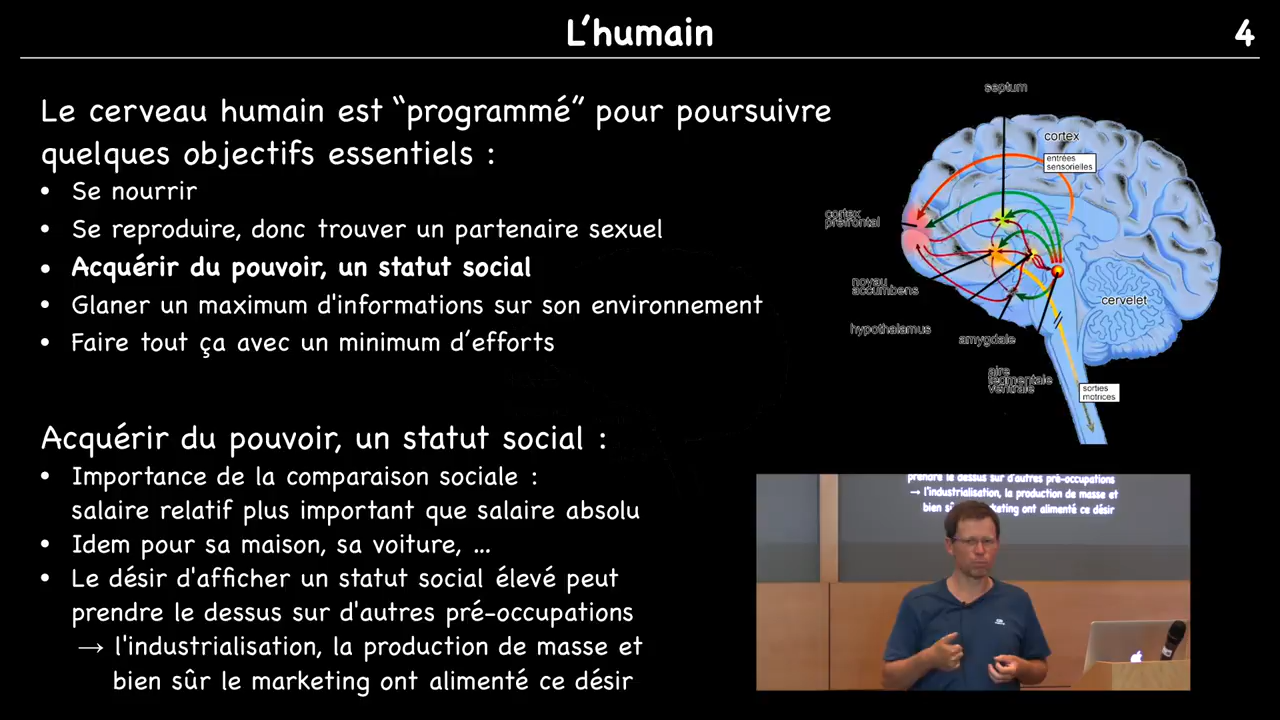 L'humain
4
Le cerveau humain est “programmé” pour poursuivre
quelques objectifs essentiels :
• Se nourrir
• Se reproduire, donc trouver un partenaire sexuel
• Acquérir du pouvoir, un statut social
• Glaner un maximum d'informations sur son environnement
• Faire tout ça avec un minimum d'efforts
Acquérir du pouvoir, un statut social :
• Importance de la comparaison sociale :
salaire relatif plus important que salaire absolu
• Idem pour sa maison, sa voiture, ...
• Le désir d'afficher un statut social élevé peut
prendre le dessus sur d'autres pré-occupations
→ l'industrialisation, la production de masse et
bien sûr le marketing ont alimenté ce désir
septum
cortex
entrées
sensorielles
cortex
préfrontal
noyau
accumbens
cervelet
hypothalamus
amygdale
aire
tegmentale
ventrale
sorties
motrices
prendre le dessus sur d'autres pré-occupations
→ l'industrialisation, la production de masse et
bien sûr le marketing ont alimenté ce désir